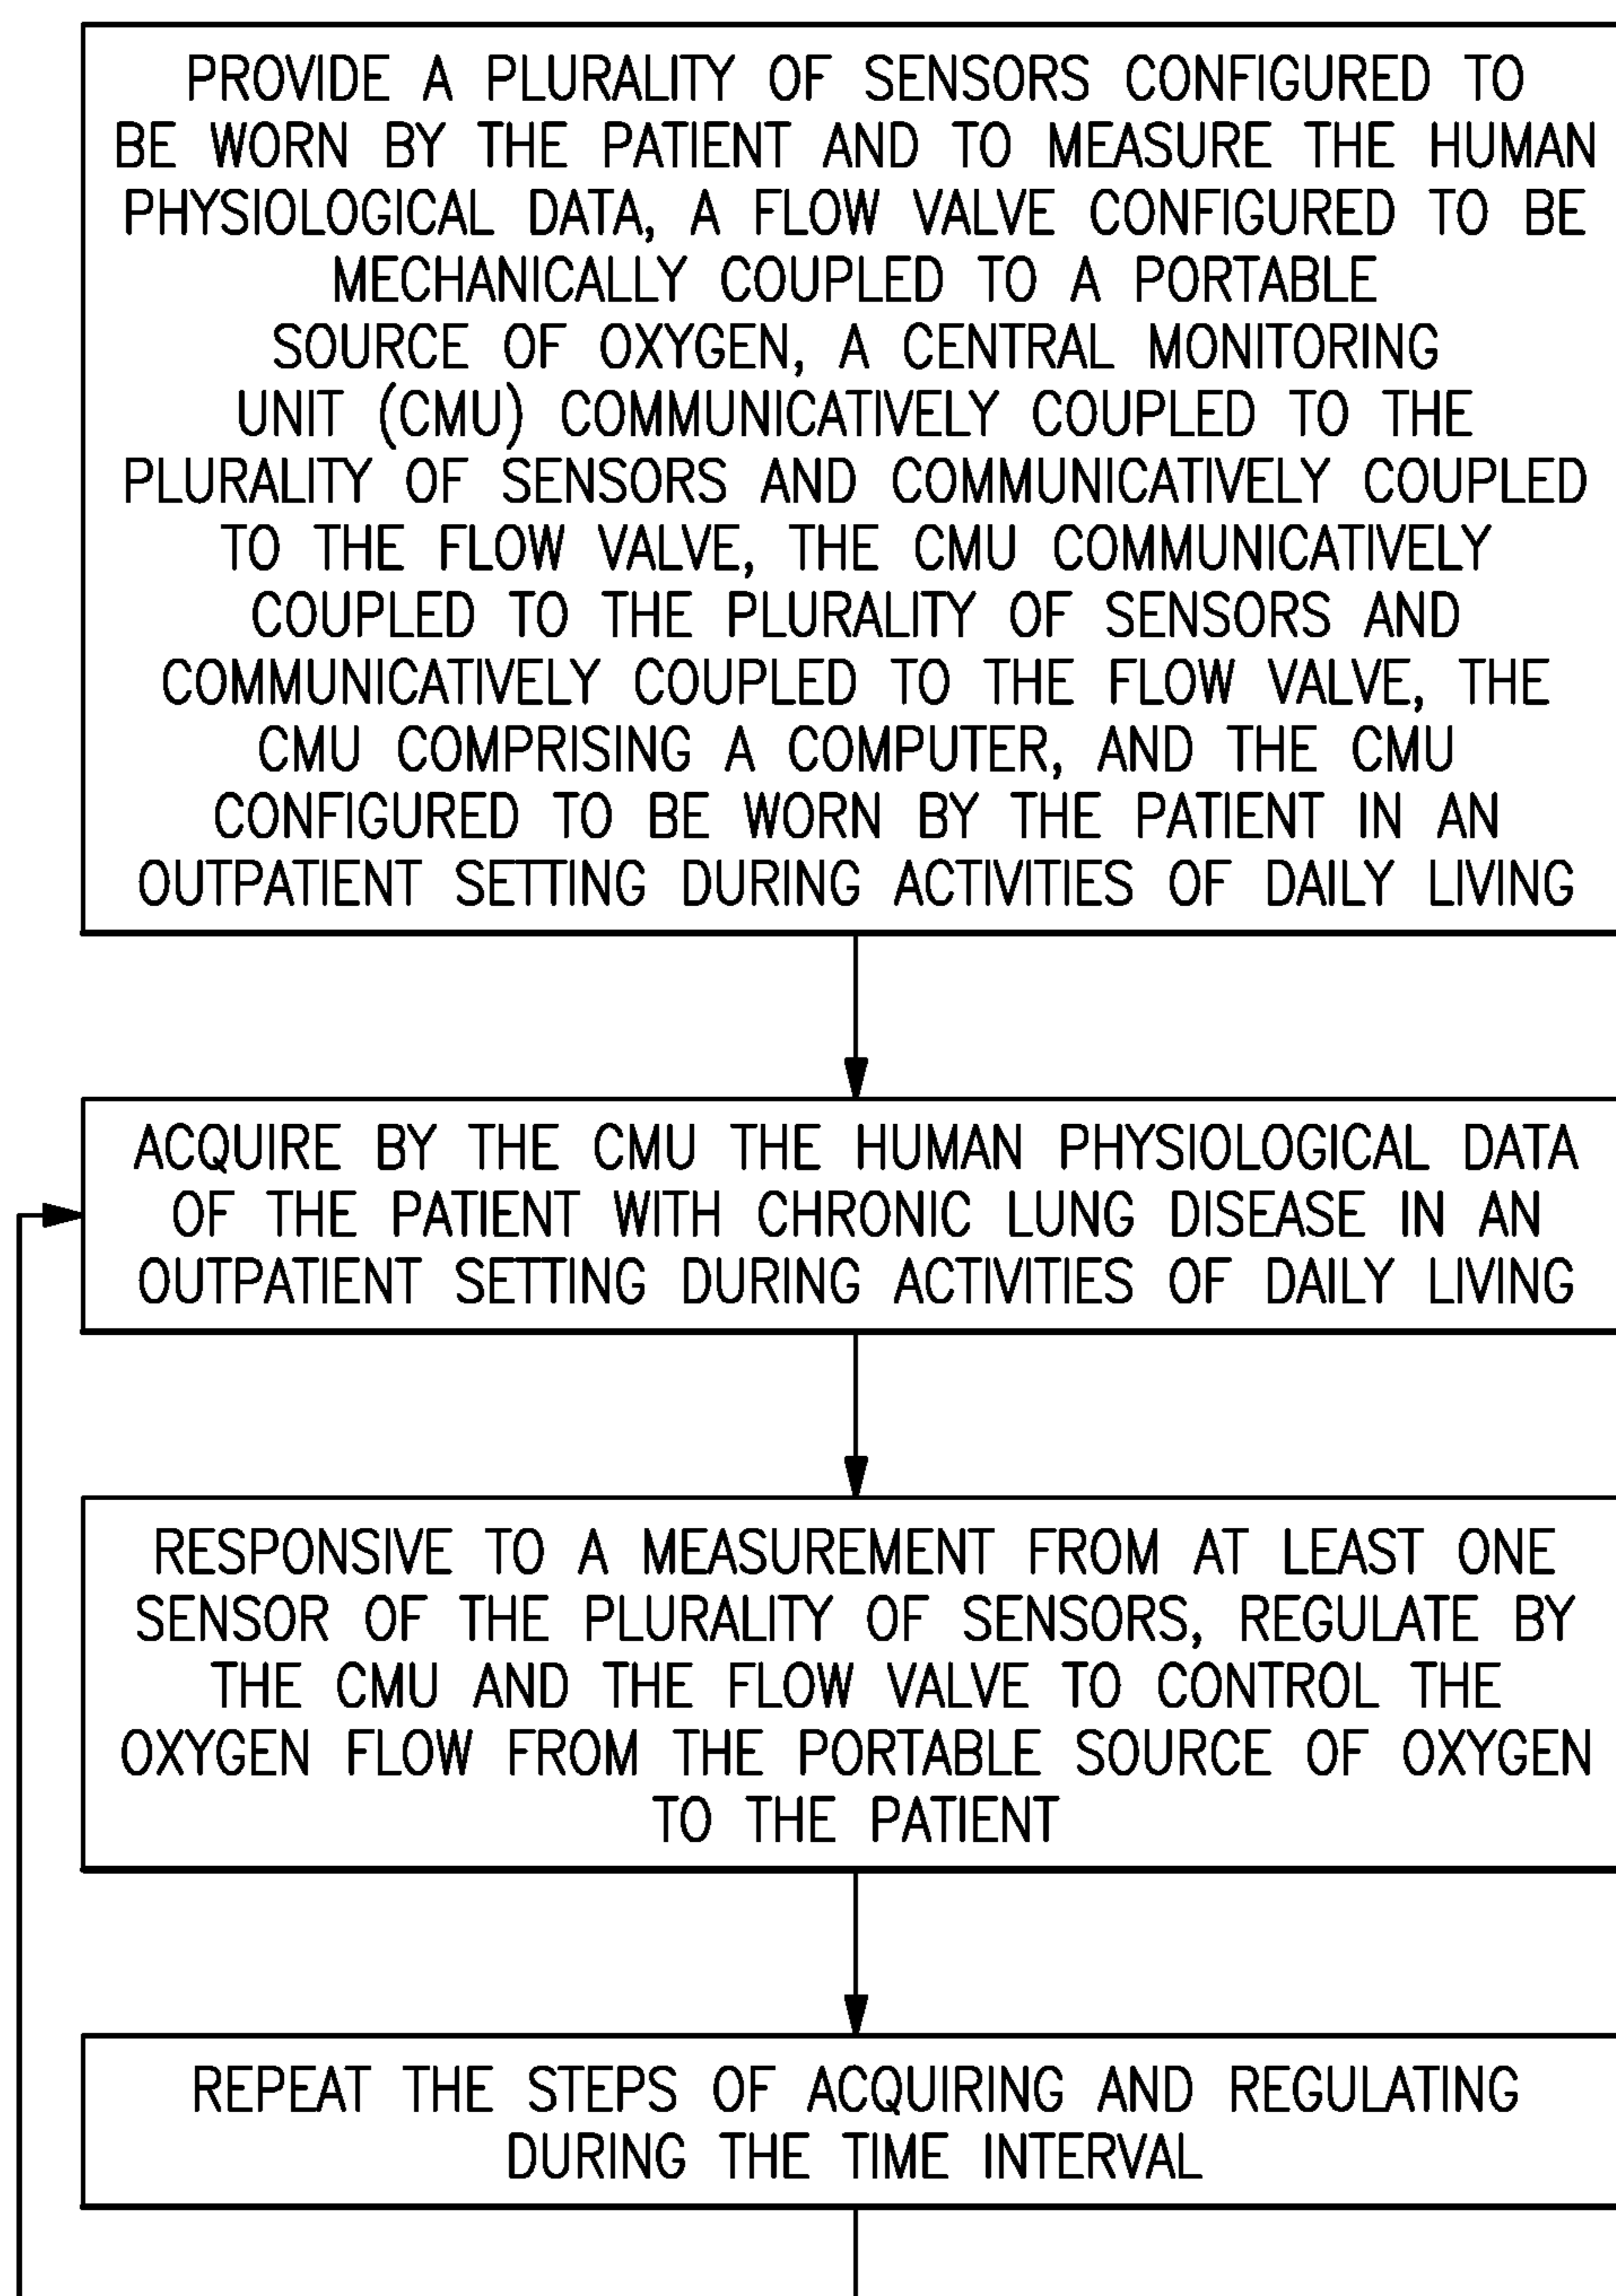 PROVIDE A PLURALITY OF SENSORS CONFIGURED TO
BE WORN BY THE PATIENT AND TO MEASURE THE HUMAN
PHYSIOLOGICAL DATA, A FLOW VALVE CONFIGURED TO BE
MECHANICALLY COUPLED TO A PORTABLE
SOURCE OF OXYGEN, A CENTRAL MONITORING
UNIT (CMU) COMMUNICATIVELY COUPLED TO THE
PLURALITY OF SENSORS AND COMMUNICATIVELY COUPLED
TO THE FLOW VALVE, THE CMU COMMUNICATIVELY
COUPLED TO THE PLURALITY OF SENSORS AND
COMMUNICATIVELY COUPLED TO THE FLOW VALVE, THE
CMU COMPRISING A COMPUTER, AND THE CMU
CONFIGURED TO BE WORN BY THE PATIENT IN AN
OUTPATIENT SETTING DURING ACTIVITIES OF DAILY LIVING
ACQUIRE BY THE CMU THE HUMAN PHYSIOLOGICAL DATA
OF THE PATIENT WITH CHRONIC LUNG DISEASE IN AN
OUTPATIENT SETTING DURING ACTIVITIES OF DAILY LIVING
RESPONSIVE TO A MEASUREMENT FROM AT LEAST ONE
SENSOR OF THE PLURALITY OF SENSORS, REGULATE BY
THE CMU AND THE FLOW VALVE TO CONTROL THE
OXYGEN FLOW FROM THE PORTABLE SOURCE OF OXYGEN
TO THE PATIENT
REPEAT THE STEPS OF ACQUIRING AND REGULATING
DURING THE TIME INTERVAL